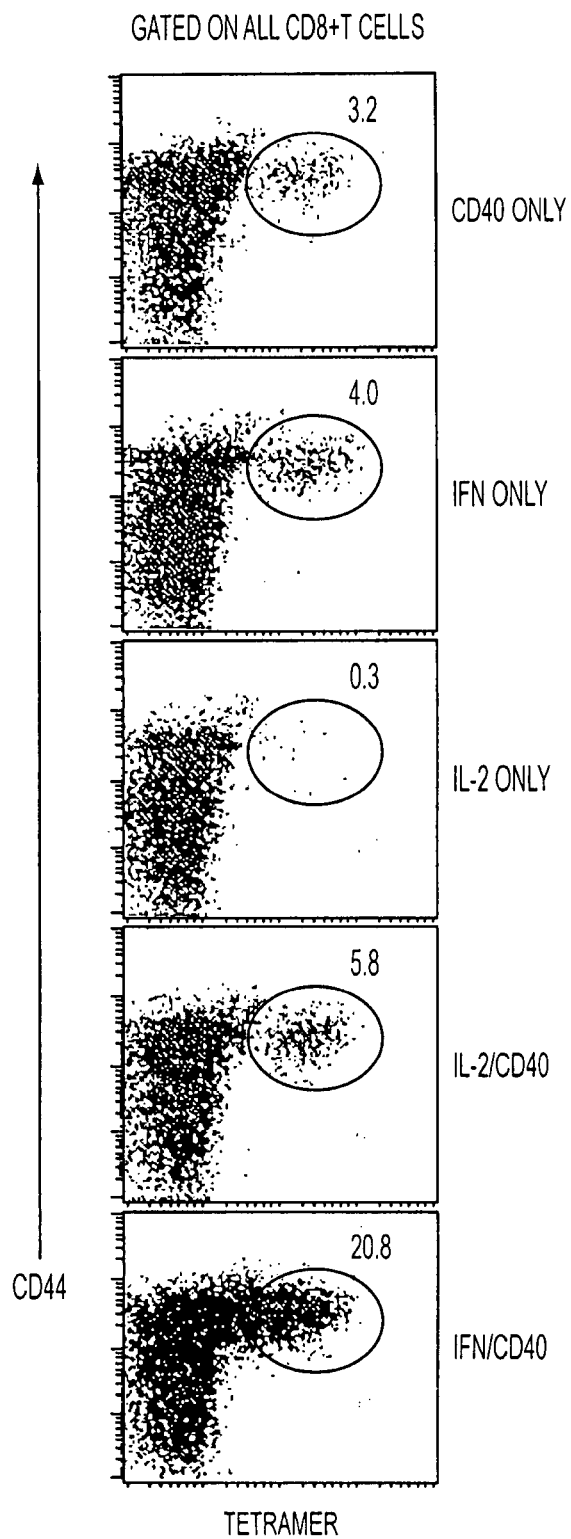 GATED ON ALL CD8+T CELLS
3.2
CD40 ONLY
4.0
IFN ONLY
0.3
IL-2 ONLY
5.8
IL-2/CD40
20.8
IFN/CD40
CD44
TETRAMER